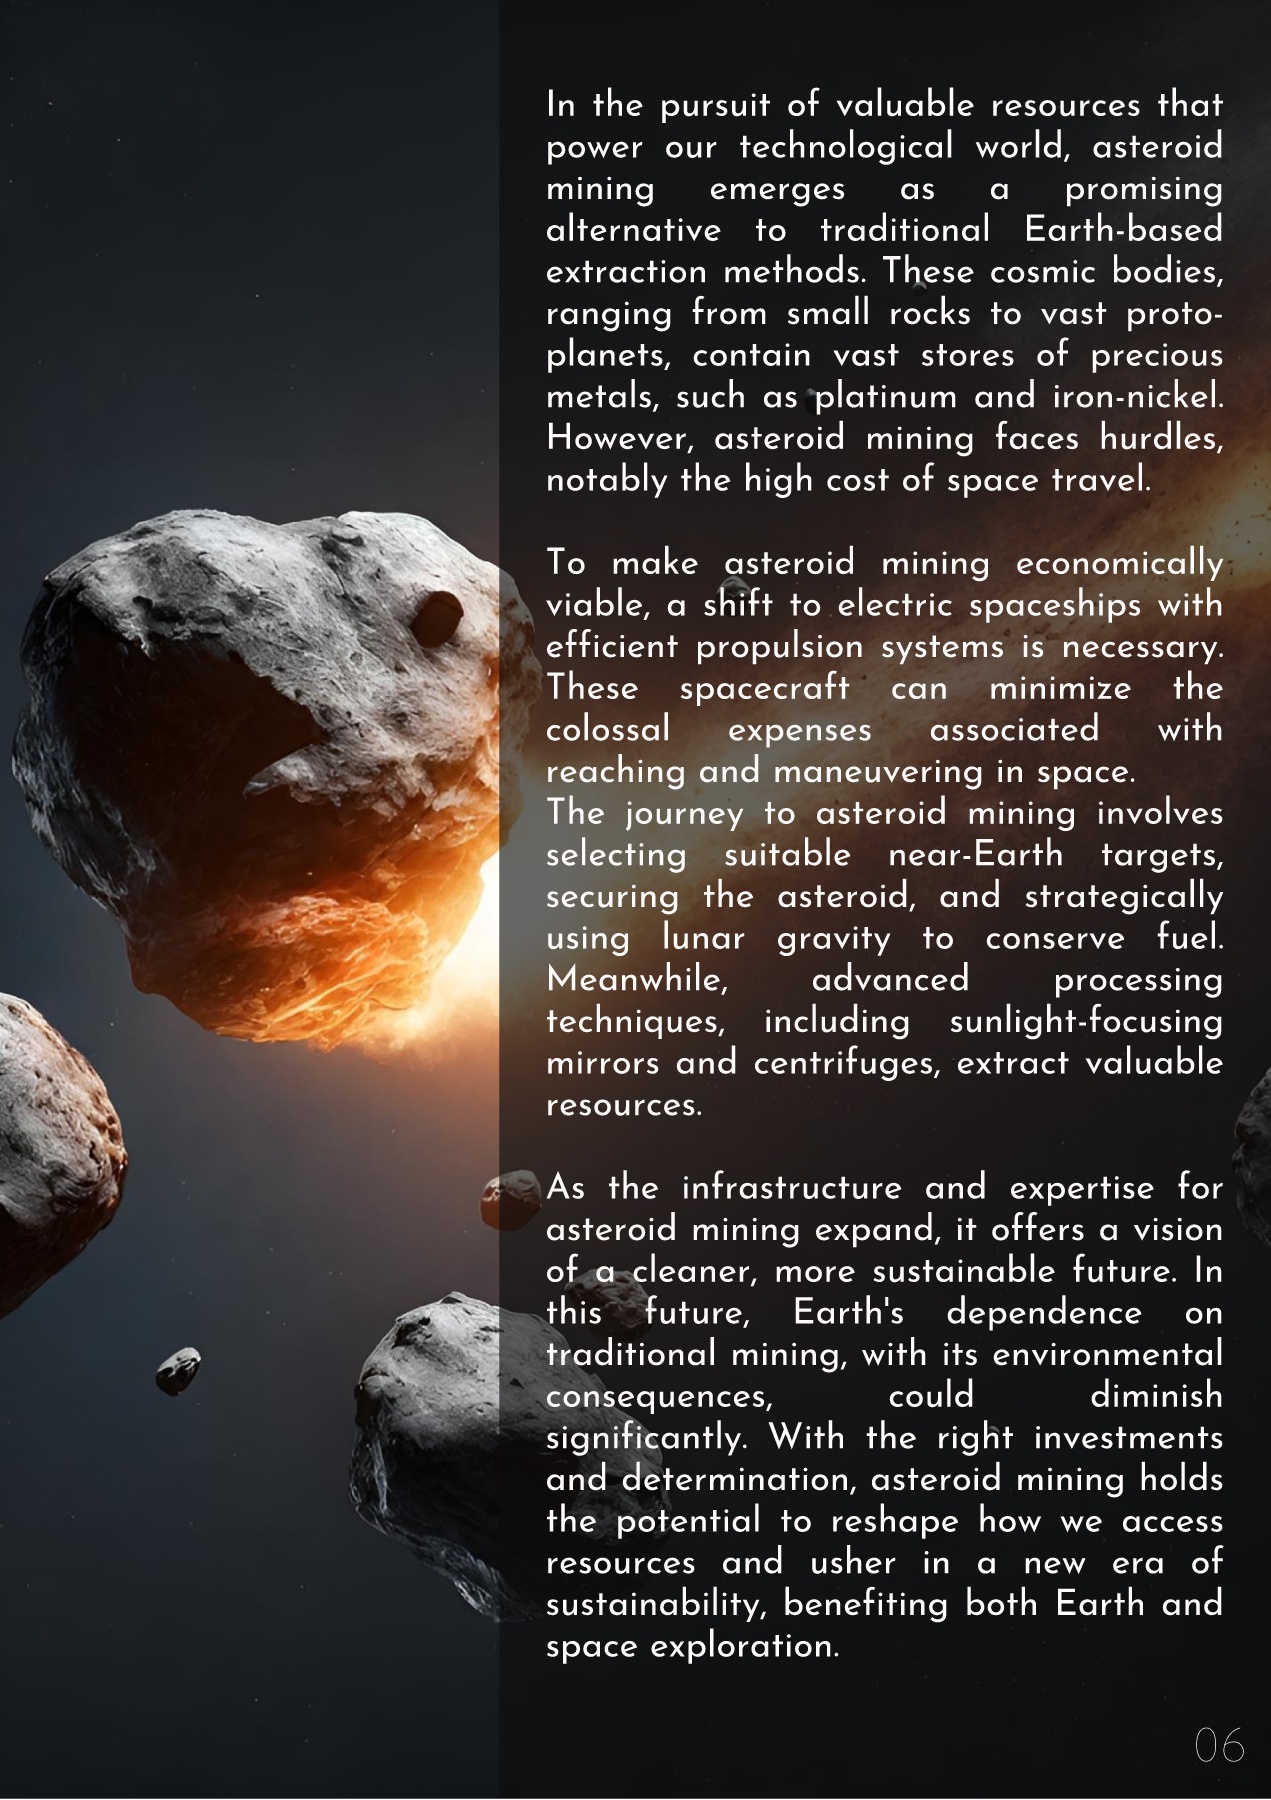 In the pursuit of valuable resources that
power our technological world, asteroid
mining emerges as a promising
alternative to traditional Earth-based
extraction methods. These cosmic bodies,
ranging from small rocks to vast proto-
planets, contain vast stores of precious
metals, such as platinum and iron-nickel.
However, asteroid mining faces hurdles,
notably the high cost of space travel.
To make asteroid mining economically
viable, a shift to electric spaceships with
efficient propulsion systems is necessary.
These spacecraft can minimize the
colossal expenses associated with
reaching and maneuvering in space.
The journey to asteroid mining involves
selecting suitable near-Earth targets,
securing the asteroid, and strategically
using lunar gravity to conserve fuel.
Meanwhile, advanced processing
techniques, including sunlight-focusing
mirrors and centrifuges, extract valuable
resources.
As the infrastructure and expertise for
asteroid mining expand, it offers a vision
of a cleaner, more sustainable future. In
this future, Earth's dependence on
traditional mining, with its environmental
consequences, could diminish
significantly. With the right investments
and determination, asteroid mining holds
the potential to reshape how we access
resources and usher in a new era of
sustainability, benefiting both Earth and
space exploration.
06